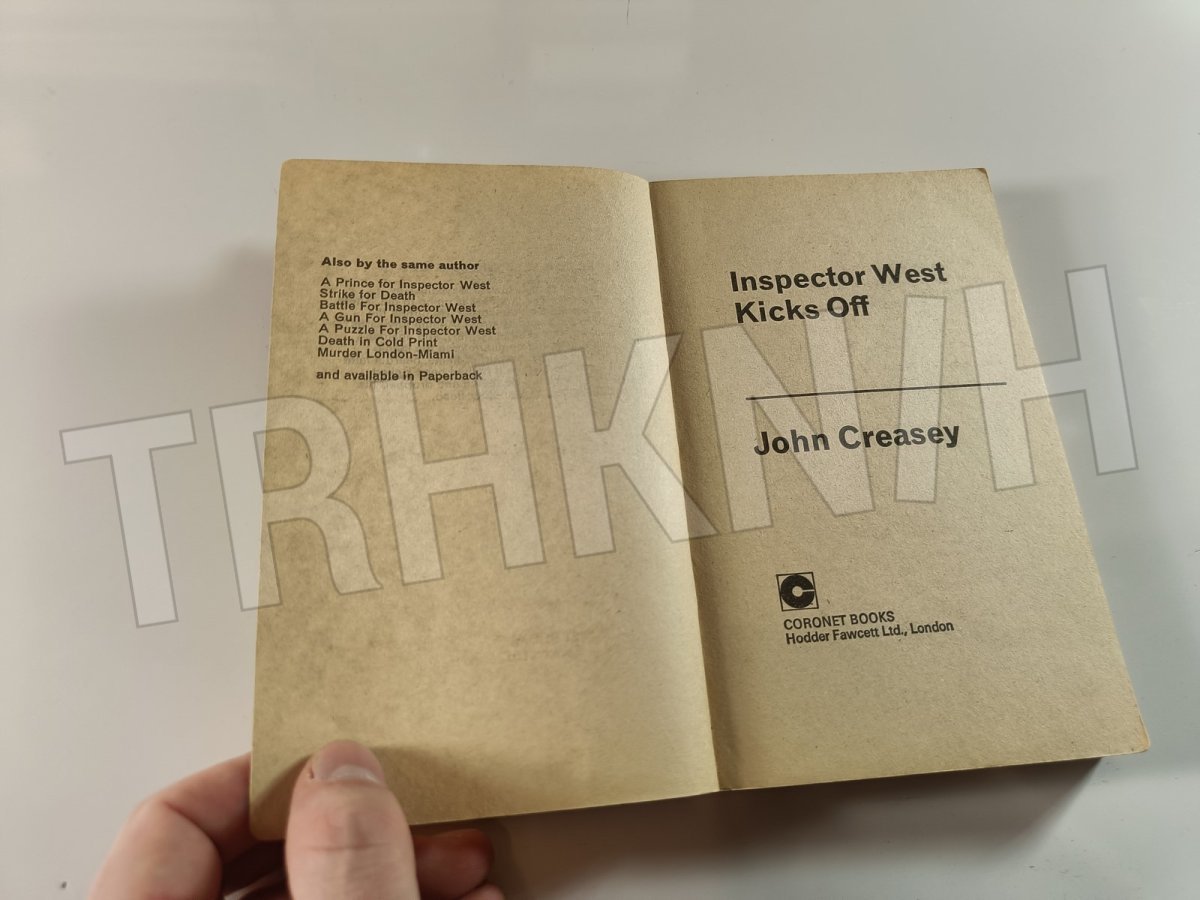 Also by the same author
A Prince for Inspector West
Strike for Death
Battle For Inspector West
A Gun For Inspector West
A Puzzle For Inspector West
Death in Cold Print
Murder London-Miami
and available in Paperback
Inspector West
Kicks Off
John Creasey
CORONET BOOKS
Hodder Fawcett Ltd., London
TRHKN/H